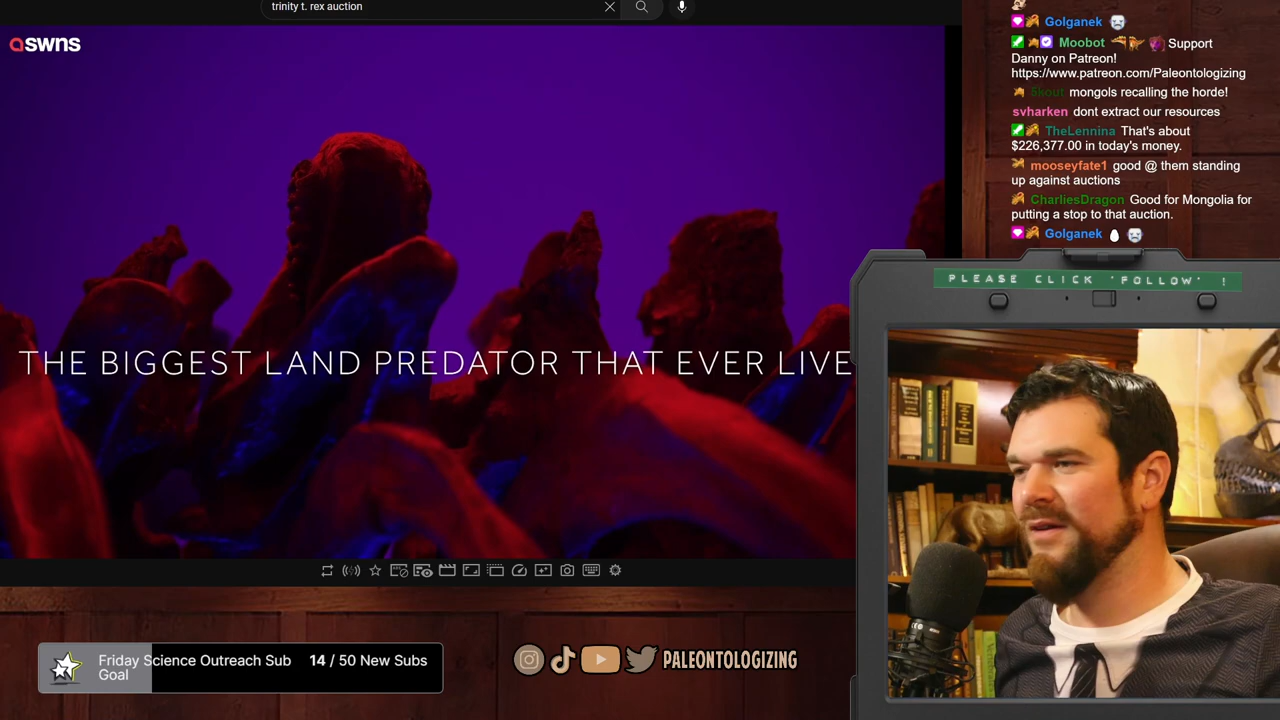 trinity t. rex auction
aswns
THE BIGGEST LAND PREDATOR THAT EVER LIVE
Golganek
Moobot Support
Danny on Patreon!
https://www.patreon.com/Paleontologizing
8kout mongols recalling the horde!
svharken dont extract our resources
TheLennina That's about
$226,377.00 in today's money.
mooseyfate1 good @ them standing
up against auctions
CharliesDragon Good for Mongolia for
putting a stop to that auction.
Golganek
PLEASE CLICK 'FOLLOW' !
Friday Science Outreach Sub
Goal
14 / 50 New Subs
PALEONTOLOGIZING